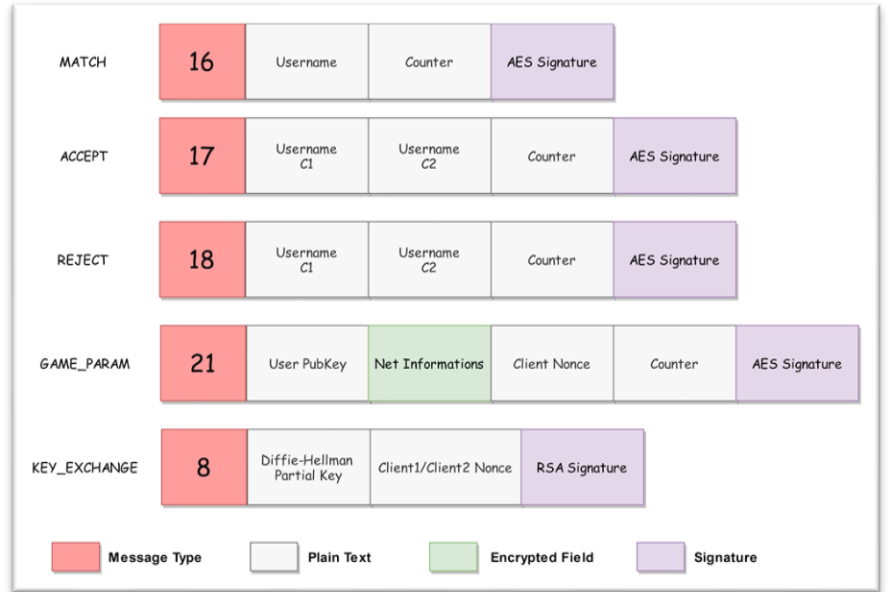 MATCH
16
Username
Counter
AES Signature
ACCEPT
17
Username
C1
Username
C2
Counter
AES Signature
REJECT
18
Username
C1
Username
C2
Counter
AES Signature
GAME_PARAM
21
User PubKey
Net Informations
Client Nonce
Counter
AES Signature
KEY_EXCHANGE
8
Diffie-Hellman
Partial Key
Client1/Client2 Nonce
RSA Signature
Message Type
Plain Text
Encrypted Field
Signature